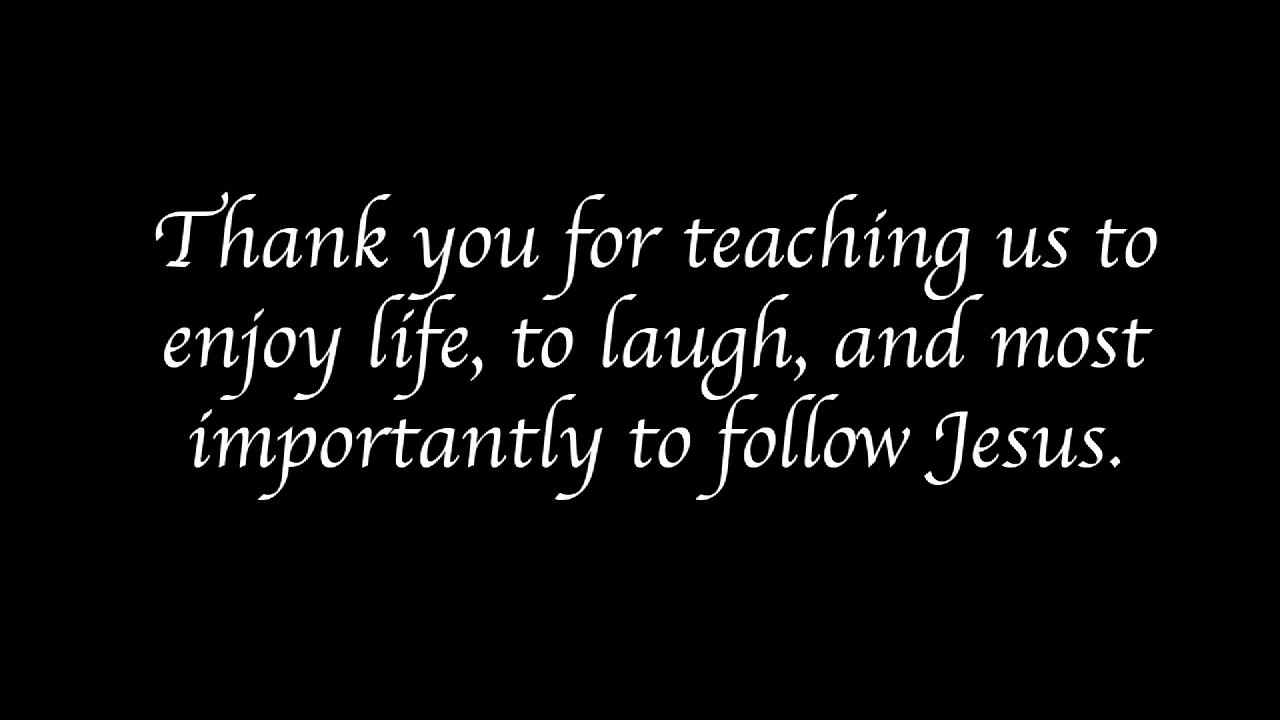 Thank you for teaching us to
enjoy life, to laugh, and most
importantly to follow Jesus.